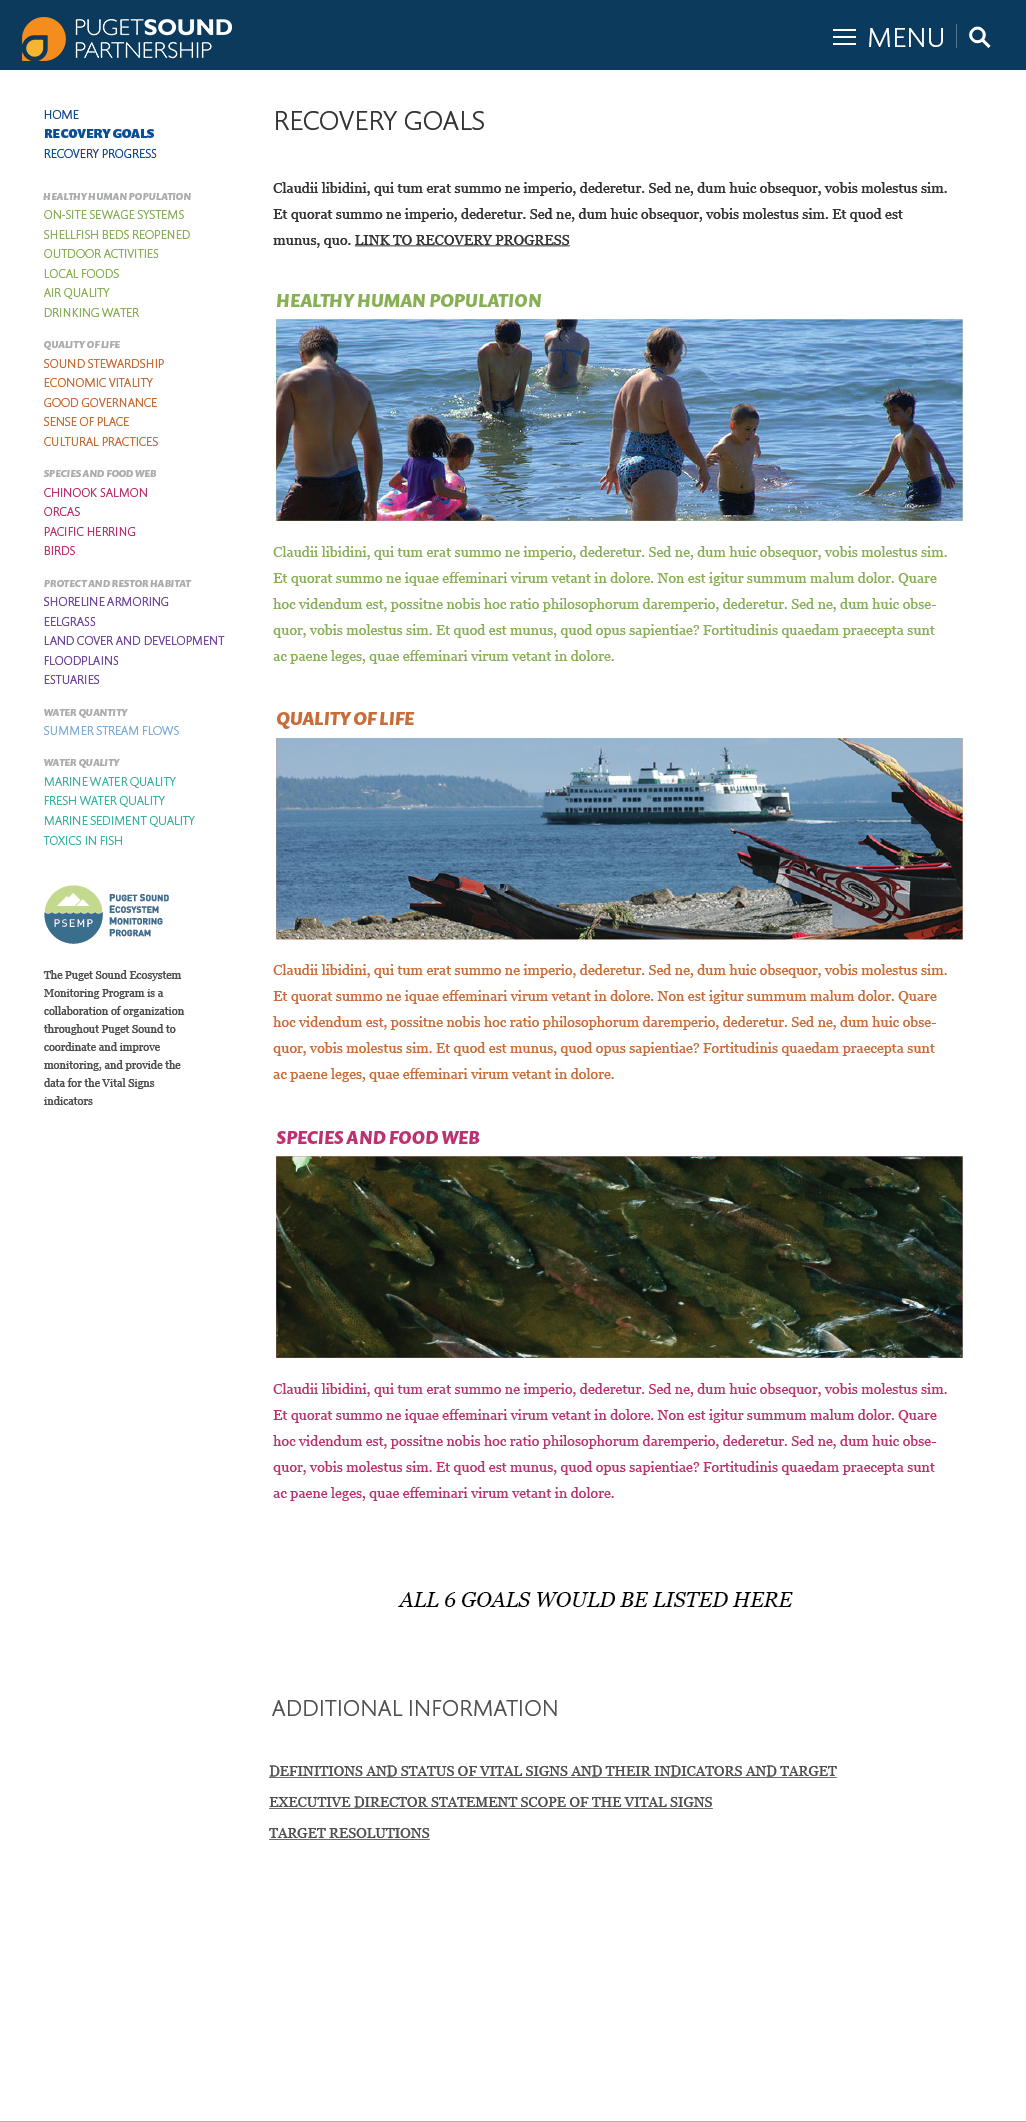 PUGETSOUND
PARTNERSHIP
MENU
HOME
RECOVERY GOALS
RECOVERY PROGRESS
HEALTHY HUMAN POPULATION
ON-SITE SEWAGE SYSTEMS
SHELLFISH BEDS REOPENED
OUTDOOR ACTIVITIES
LOCAL FOODS
AIR QUALITY
DRINKING WATER
QUALITY OF LIFE
SOUND STEWARDSHIP
ECONOMIC VITALITY
GOOD GOVERNANCE
SENSE OF PLACE
CULTURAL PRACTICES
SPECIES AND FOOD WEB
CHINOOK SALMON
ORCAS
PACIFIC HERRING
BIRDS
PROTECT AND RESTOR HABITAT
SHORELINE ARMORING
EELGRASS
LAND COVER AND DEVELOPMENT
FLOODPLAINS
ESTUARIES
WATER QUANTITY
SUMMER STREAM FLOWS
WATER QUALITY
MARINE WATER QUALITY
FRESH WATER QUALITY
MARINE SEDIMENT QUALITY
TOXICS IN FISH
PSEMP
PUGET SOUND
ECOSYSTEM
MONITORING
PROGRAM
The Puget Sound Ecosystem
Monitoring Program is a
collaboration of organization
throughout Puget Sound to
coordinate and improve
monitoring, and provide the
data for the Vital Signs
indicators
RECOVERY GOALS
Claudii libidini, qui tum erat summo ne imperio, dederetur. Sed ne, dum huic obsequor, vobis molestus sim.
Et quorat summo ne imperio, dederetur. Sed ne, dum huic obsequor, vobis molestus sim. Et quod est
munus, quo. LINK TO RECOVERY PROGRESS
HEALTHY HUMAN POPULATION
Claudii libidini, qui tum erat summo ne imperio, dederetur. Sed ne, dum huic obsequor, vobis molestus sim.
Et quorat summo ne iquae effeminari virum vetant in dolore. Non est igitur summum malum dolor. Quare
hoc videndum est, possitne nobis hoc ratio philosophorum daremperio, dederetur. Sed ne, dum huic obse-
quor, vobis molestus sim. Et quod est munus, quod opus sapientiae? Fortitudinis quaedam praecepta sunt
ac paene leges, quae effeminari virum vetant in dolore.
QUALITY OF LIFE
Claudii libidini, qui tum erat summo ne imperio, dederetur. Sed ne, dum huic obsequor, vobis molestus sim.
Et quorat summo ne iquae effeminari virum vetant in dolore. Non est igitur summum malum dolor. Quare
hoc videndum est, possitne nobis hoc ratio philosophorum daremperio, dederetur. Sed ne, dum huic obse-
quor, vobis molestus sim. Et quod est munus, quod opus sapientiae? Fortitudinis quaedam praecepta sunt
ac paene leges, quae effeminari virum vetant in dolore.
SPECIES AND FOOD WEB
Claudii libidini, qui tum erat summo ne imperio, dederetur. Sed ne, dum huic obsequor, vobis molestus sim.
Et quorat summo ne iquae effeminari virum vetant in dolore. Non est igitur summum malum dolor. Quare
hoc videndum est, possitne nobis hoc ratio philosophorum daremperio, dederetur. Sed ne, dum huic obse-
quor, vobis molestus sim. Et quod est munus, quod opus sapientiae? Fortitudinis quaedam praecepta sunt
ac paene leges, quae effeminari virum vetant in dolore.
ALL 6 GOALS WOULD BE LISTED HERE
ADDITIONAL INFORMATION
DEFINITIONS AND STATUS OF VITAL SIGNS AND THEIR INDICATORS AND TARGET
EXECUTIVE DIRECTOR STATEMENT SCOPE OF THE VITAL SIGNS
TARGET RESOLUTIONS